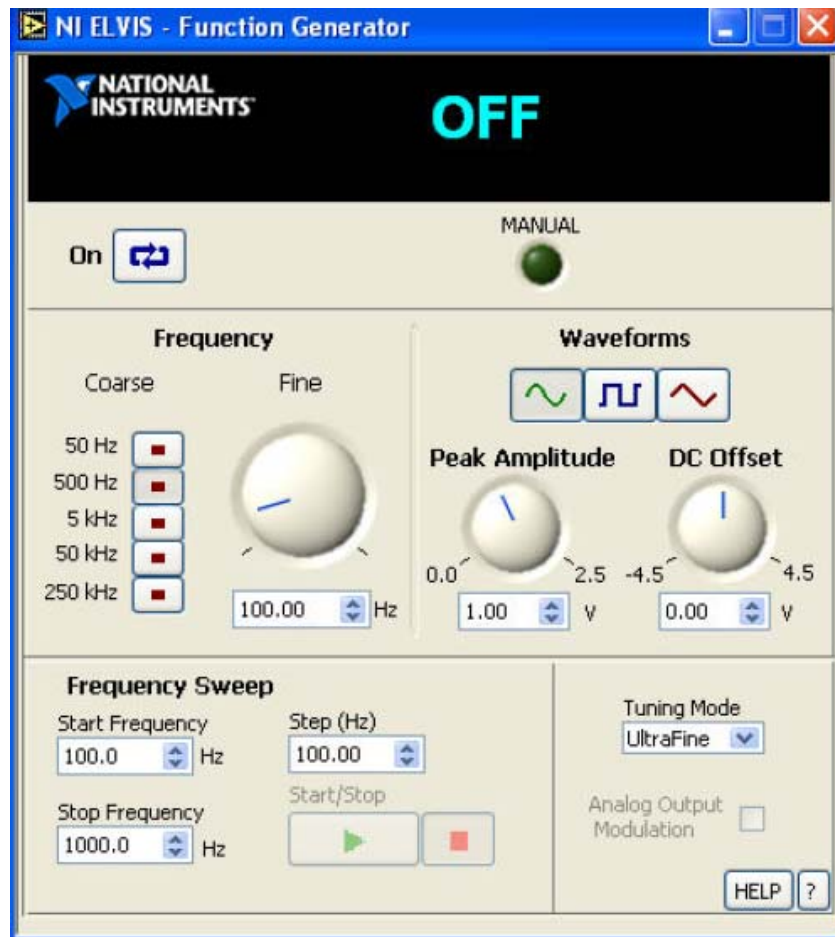 NI ELVIS - Function Generator
NATIONAL
INSTRUMENTS
OFF
On
MANUAL
Frequency
Waveforms
Coarse
Fine
50 Hz
500 Hz
5 kHz
50 kHz
250 kHz
100.00 Hz
Peak Amplitude
DC Offset
0.0 2.5
-4.5 4.5
1.00 V
0.00 V
Frequency Sweep
Start Frequency
100.0 Hz
Step (Hz)
100.00
Stop Frequency
1000.0 Hz
Start/Stop
Tuning Mode
UltraFine
Analog Output
Modulation
HELP ?